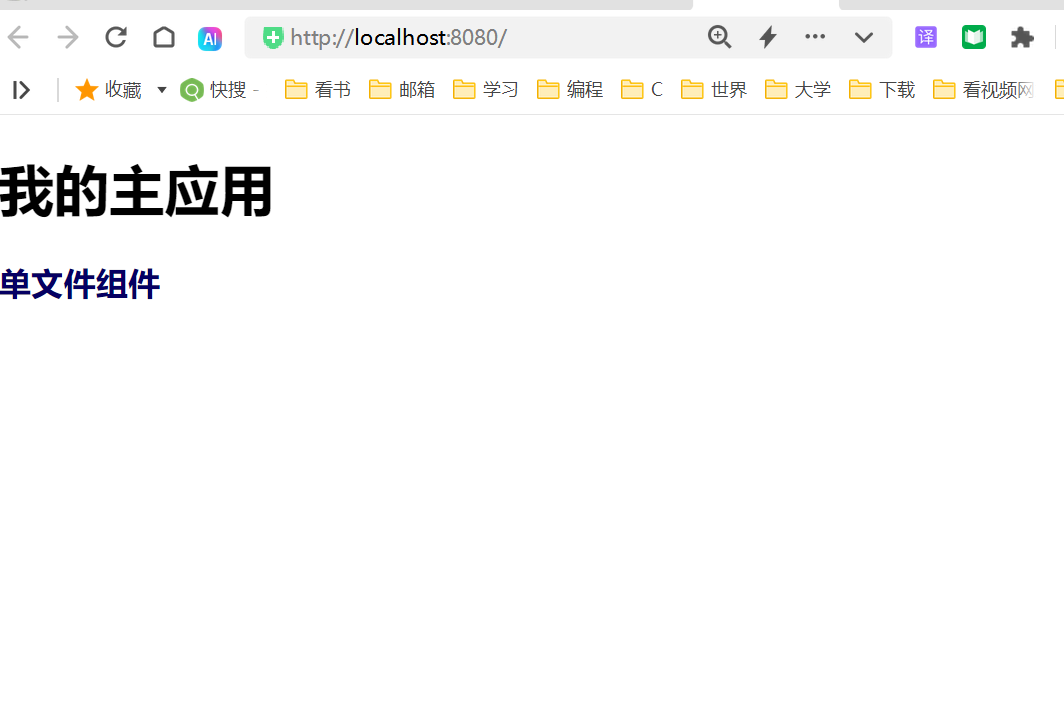 AI http://localhost:8080/ 译
收藏 快搜 - 看书 邮箱 学习 编程 C 世界 大学 下载 看视频网
我的主应用
单文件组件